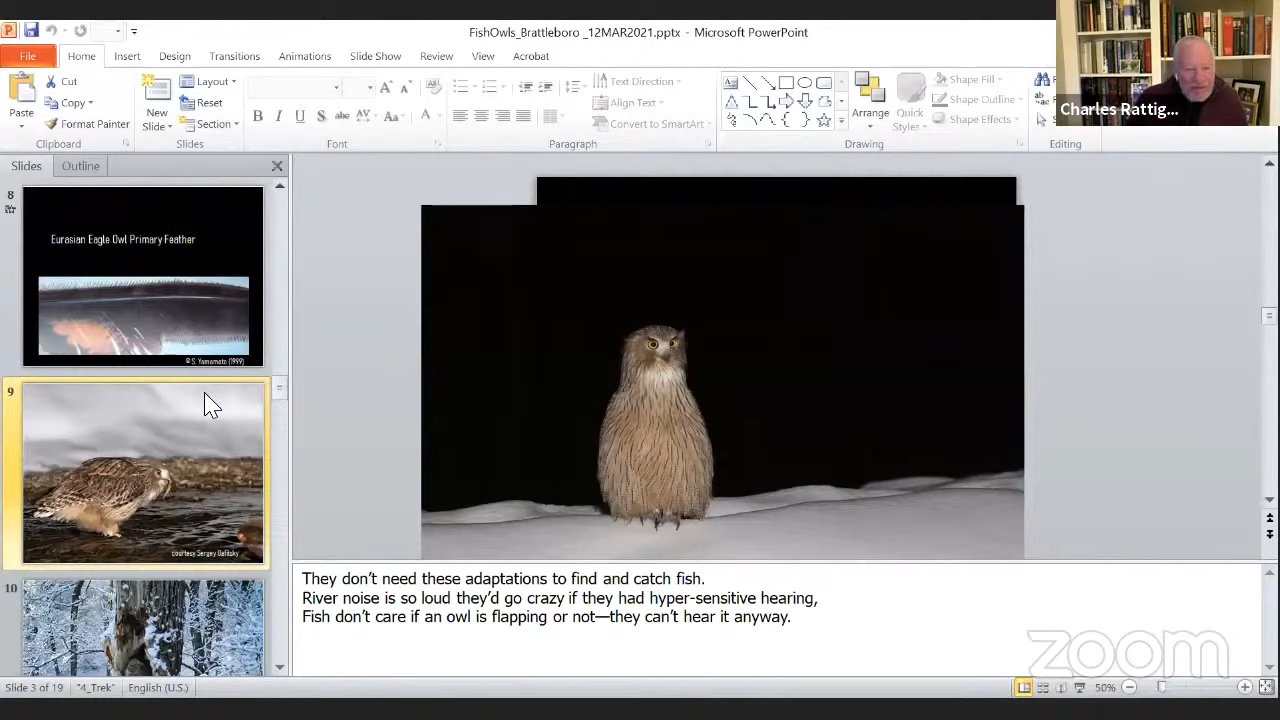 FishOwls_Brattleboro _12MAR2021.pptx - Microsoft PowerPoint
File Home Insert Design Transitions Animations Slide Show Review View Acrobat
Paste
Cut
Copy
Format Painter
Clipboard
New
Slide
Layout
Reset
Section
Slides
B I U S abc AV Aa A
Font
Text Direction
Align Text
Convert to SmartArt
Paragraph
Arrange
Quick
Styles
Shape Fill
Shape Outline
Shape Effects
Drawing
Editing
Charles Rattig...
Slides Outline
8
Eurasian Eagle Owl Primary Feather
© S. Yamamoto (1999)
9
courtesy Sergey Gafitsky
10
They don't need these adaptations to find and catch fish.
River noise is so loud they'd go crazy if they had hyper-sensitive hearing,
Fish don't care if an owl is flapping or not—they can't hear it anyway.
zoom
Slide 3 of 19 "4_Trek" English (U.S.) 50%